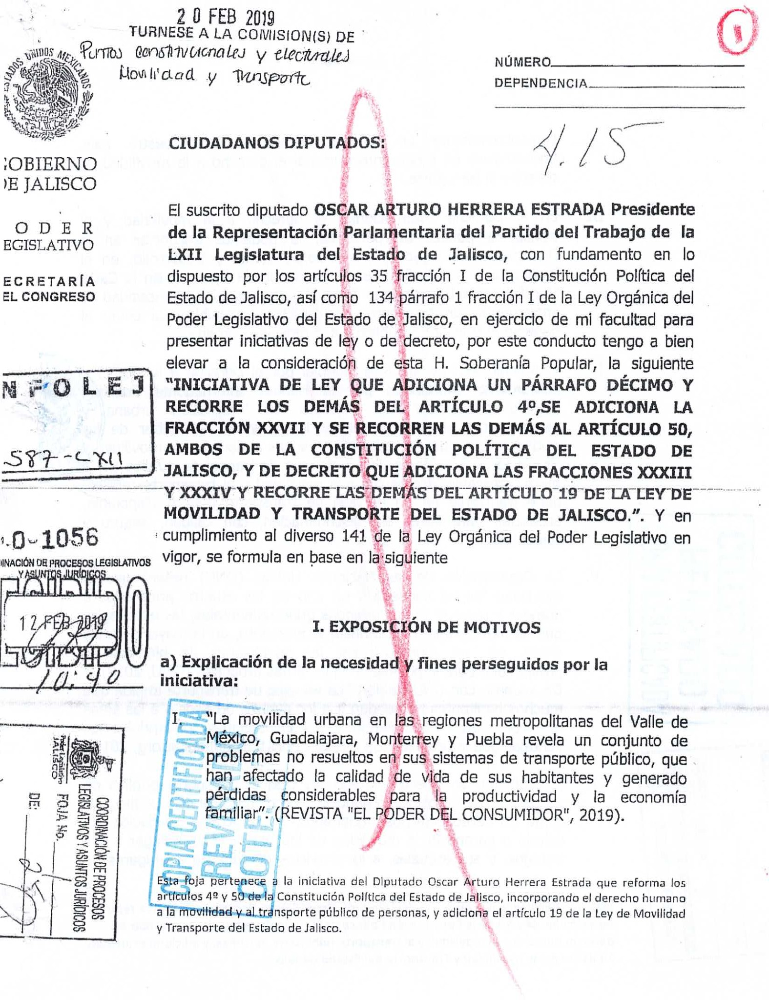 20 FEB 2019
TURNESE A LA COMISION(S) DE
Puntos constitucionales y electorales
Movilidad y Transporte
1
ESTADOS UNIDOS MEXICANOS
NÚMERO
DEPENDENCIA
4.15
CIUDADANOS DIPUTADOS:
OBIERNO
DE JALISCO
ODER
EGISLATIVO
ECRETARÍA
EL CONGRESO
El suscrito diputado OSCAR ARTURO HERRERA ESTRADA Presidente
de la Representación Parlamentaria del Partido del Trabajo de la
LXII Legislatura del Estado de Jalisco, con fundamento en lo
dispuesto por los artículos 35 fracción I de la Constitución Política del
Estado de Jalisco, así como 134 párrafo 1 fracción I de la Ley Orgánica del
Poder Legislativo del Estado de Jalisco, en ejercicio de mi facultad para
presentar iniciativas de ley o de decreto, por este conducto tengo a bien
elevar a la consideración de esta H. Soberanía Popular, la siguiente
"INICIATIVA DE LEY QUE ADICIONA UN PÁRRAFO DÉCIMO Y
RECORRE LOS DEMÁS DEL ARTÍCULO 4º,SE ADICIONA LA
FRACCIÓN XXVII Y SE RECORREN LAS DEMÁS AL ARTÍCULO 50,
AMBOS DE LA CONSTITUCIÓN POLÍTICA DEL ESTADO DE
JALISCO, Y DE DECRETO QUE ADICIONA LAS FRACCIONES XXXIII
Y XXXIV Y RECORRE LAS DEMÁS DEL ARTÍCULO 19 DE LA LEY DE
MOVILIDAD Y TRANSPORTE DEL ESTADO DE JALISCO.". Y en
cumplimiento al diverso 141 de la Ley Orgánica del Poder Legislativo en
vigor, se formula en base en la siguiente
NFOLEJ
587-LXII
0-1056
INACIÓN DE PROCESOS LEGISLATIVOS
Y ASUNTOS JURÍDICOS
12 FEB 2019
10:40
I. EXPOSICIÓN DE MOTIVOS
a) Explicación de la necesidad y fines perseguidos por la
iniciativa:
I. "La movilidad urbana en las regiones metropolitanas del Valle de
México, Guadalajara, Monterrey y Puebla revela un conjunto de
problemas no resueltos en sus sistemas de transporte público, que
han afectado la calidad de vida de sus habitantes y generado
pérdidas considerables para la productividad y la economía
familiar". (REVISTA "EL PODER DEL CONSUMIDOR", 2019).
COPIA CERTIFICADA
REVISADO
COTEJ
JALISCO
COORDINACIÓN DE PROCESOS
LEGISLATIVOS Y ASUNTOS JURÍDICOS
FOJA No.
DE:
Esta foja pertenece a la iniciativa del Diputado Oscar Arturo Herrera Estrada que reforma los
artículos 4º y 50 de la Constitución Política del Estado de Jalisco, incorporando el derecho humano
a la movilidad y al transporte público de personas, y adiciona el artículo 19 de la Ley de Movilidad
y Transporte del Estado de Jalisco.